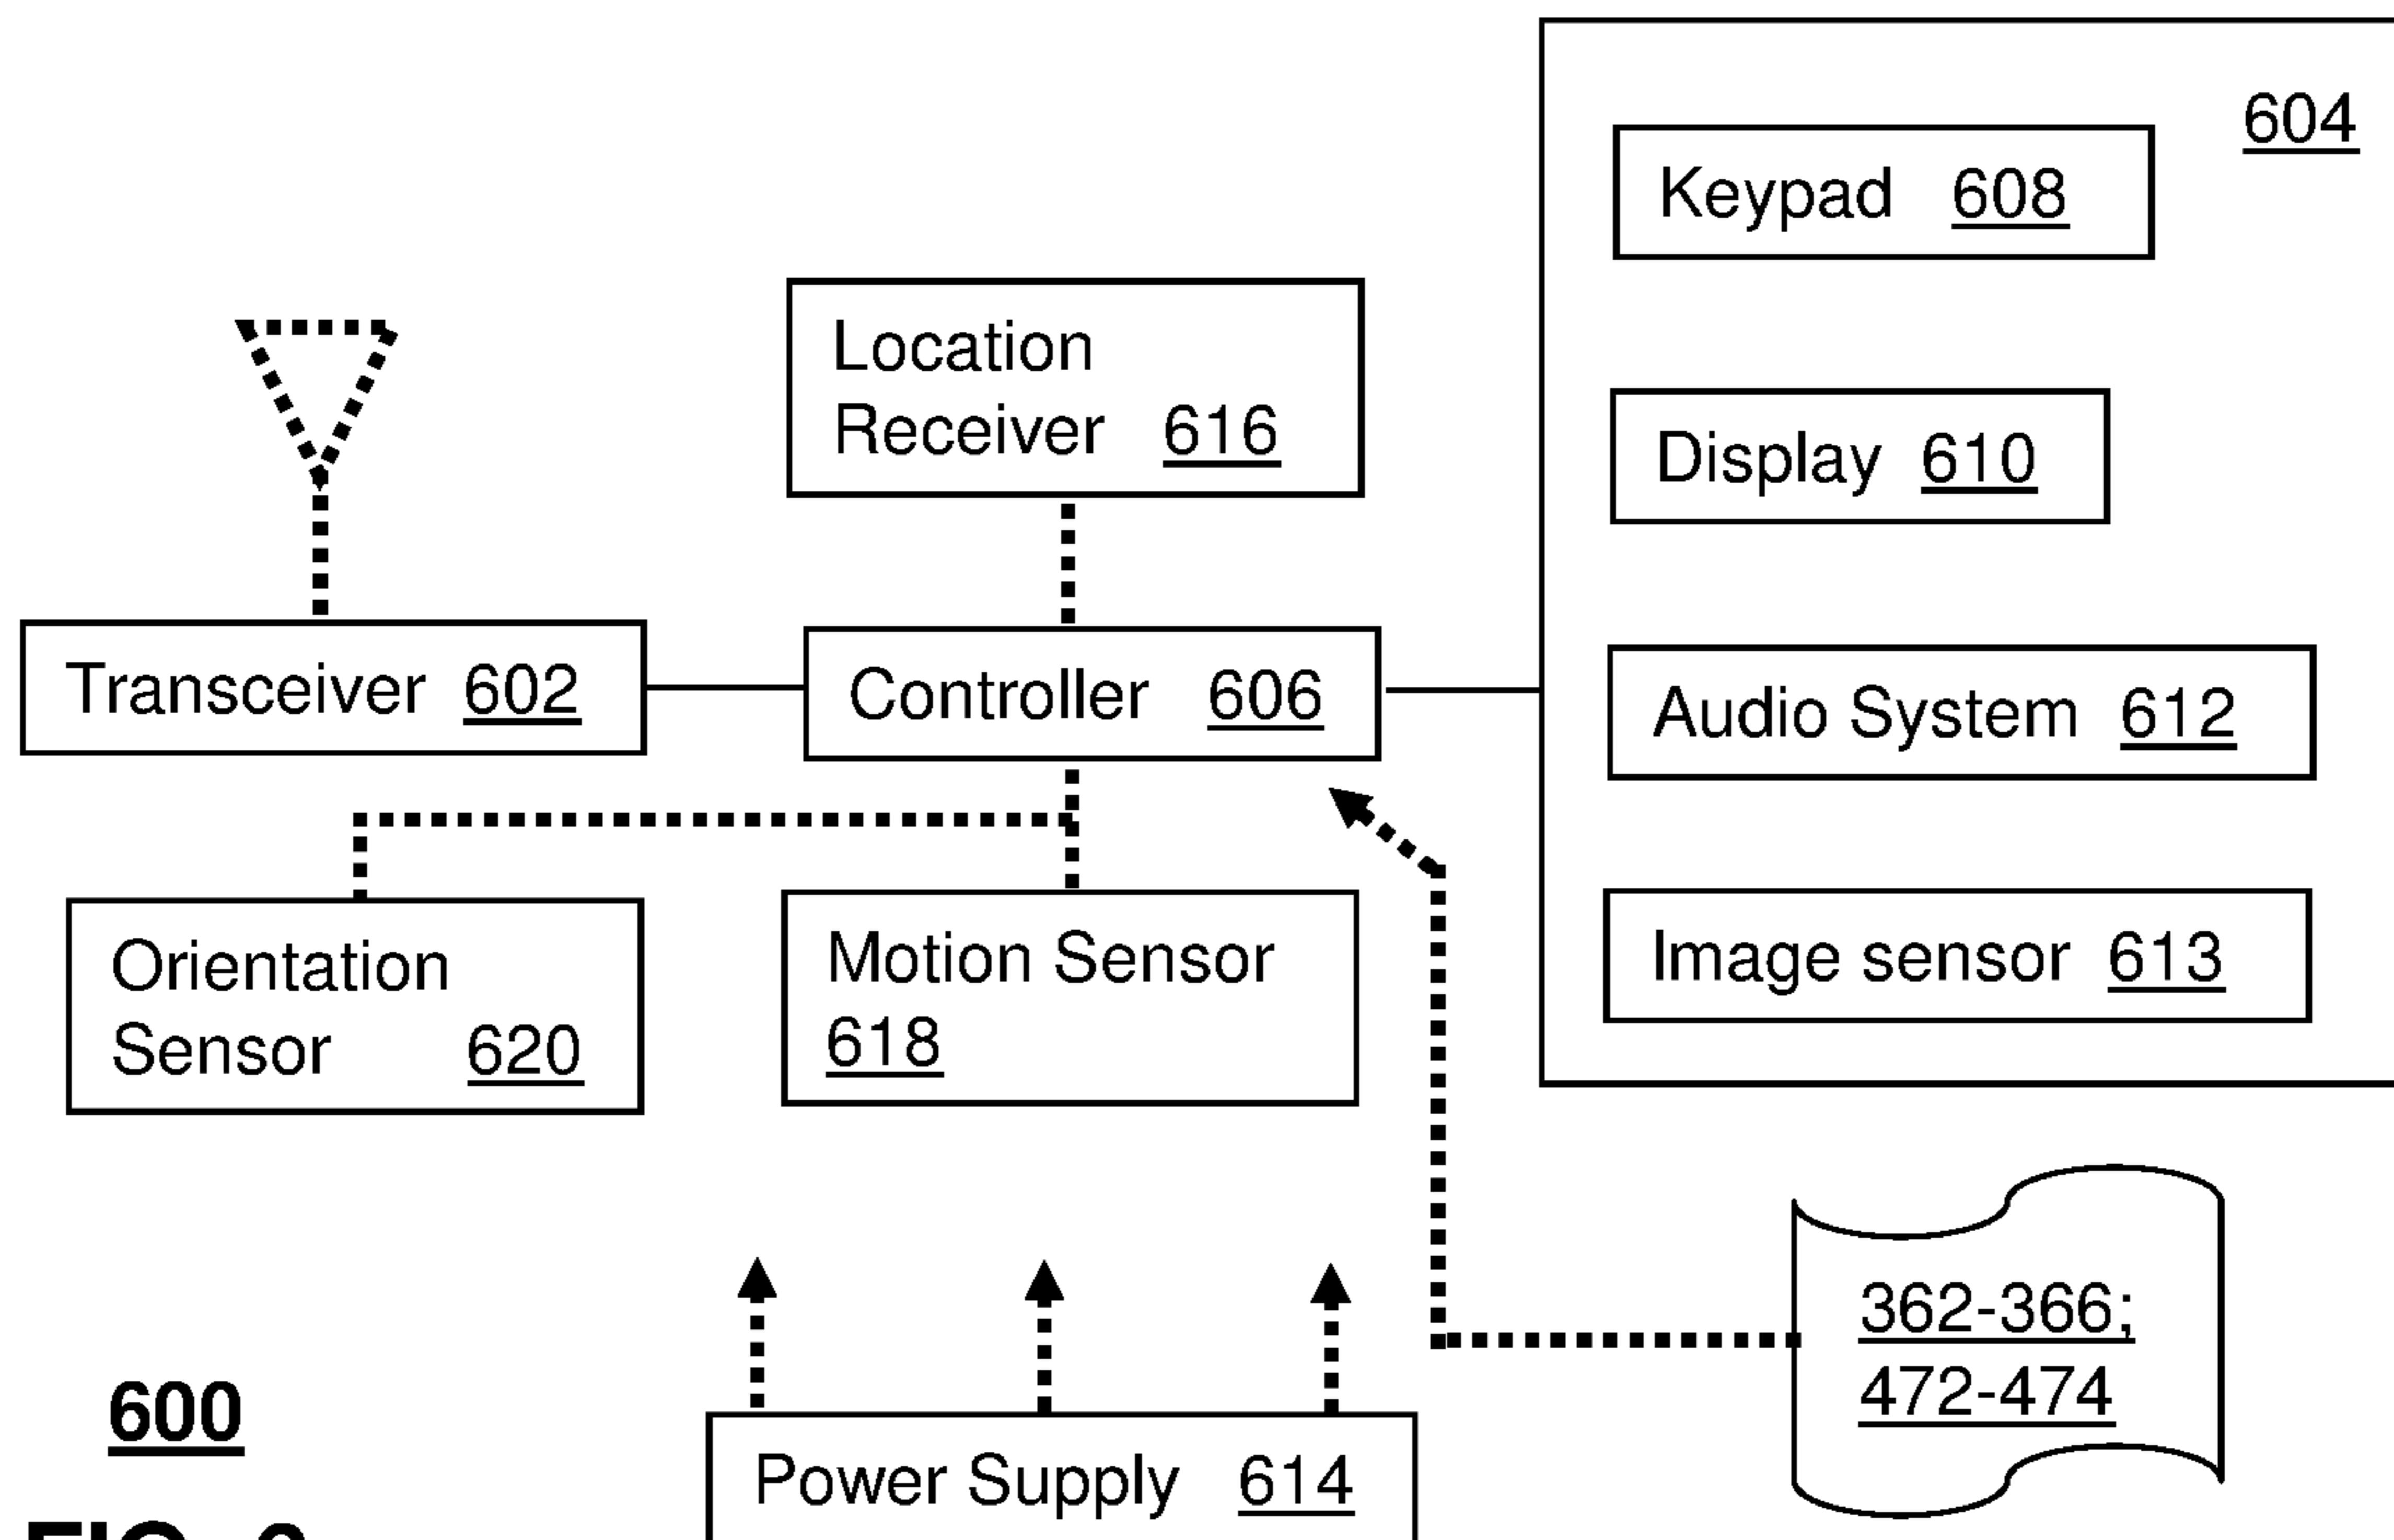 604
Keypad 608
Location
Receiver 616
Display 610
Transceiver 602
Controller 606
Audio System 612
Orientation
Sensor 620
Motion Sensor
618
Image sensor 613
362-366;
472-474
600
Power Supply 614
FIG.